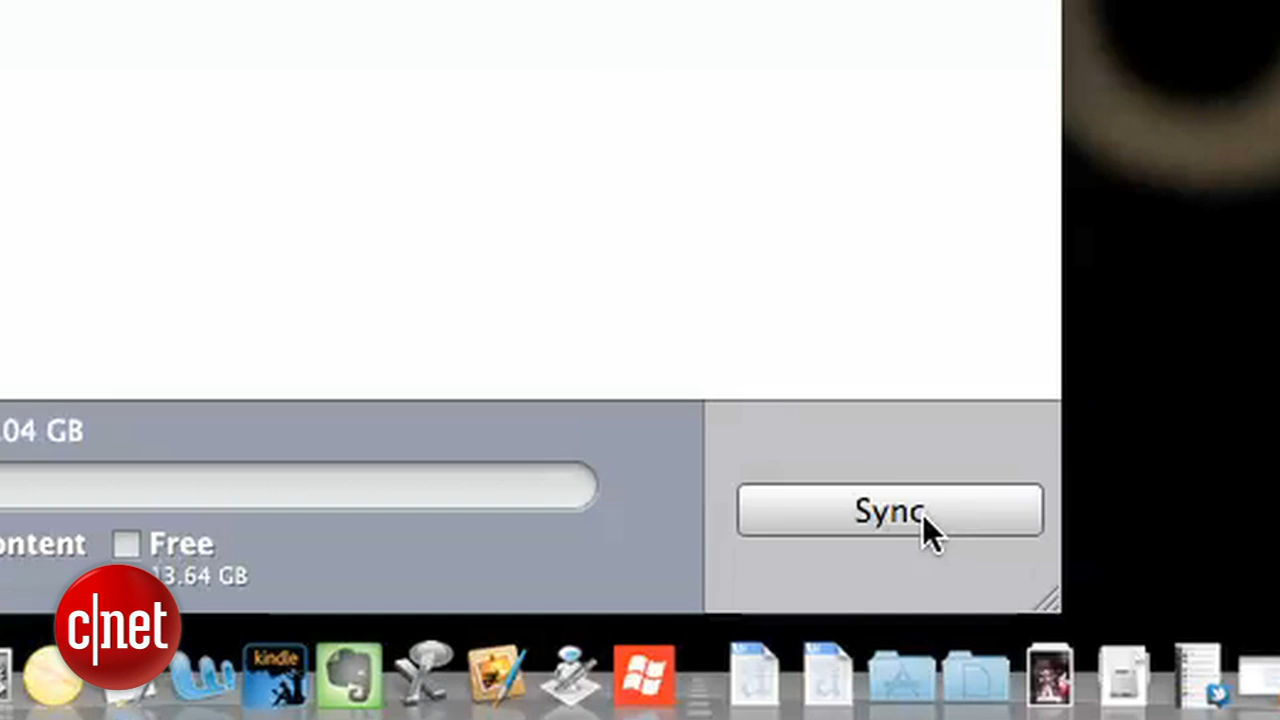 .04 GB
Sync
ontent
Free
13.64 GB
c|net
kindle